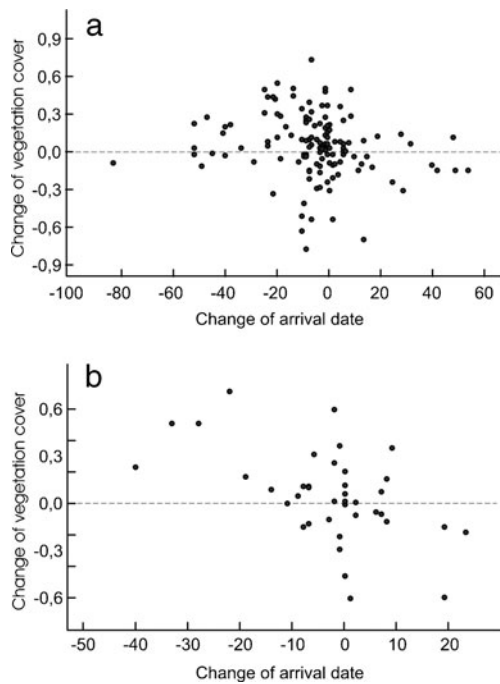 a
Change of vegetation cover
0,9
0,6
0,3
0,0
-0,3
-0,6
-0,9
-100 -80 -60 -40 -20 0 20 40 60
Change of arrival date
b
Change of vegetation cover
0,6
0,3
0,0
-0,3
-0,6
-50 -40 -30 -20 -10 0 10 20
Change of arrival date